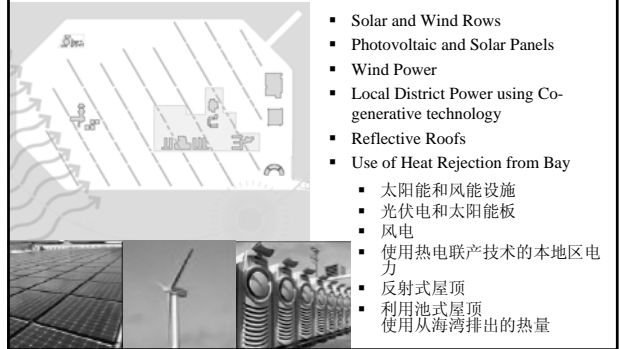 ▪ Solar and Wind Rows
▪ Photovoltaic and Solar Panels
▪ Wind Power
▪ Local District Power using Co-
generative technology
▪ Reflective Roofs
▪ Use of Heat Rejection from Bay
▪ 太阳能和风能设施
▪ 光伏电和太阳能板
▪ 风电
▪ 使用热电联产技术的本地区电
力
▪ 反射式屋顶
▪ 利用池式屋顶
使用从海湾排出的热量